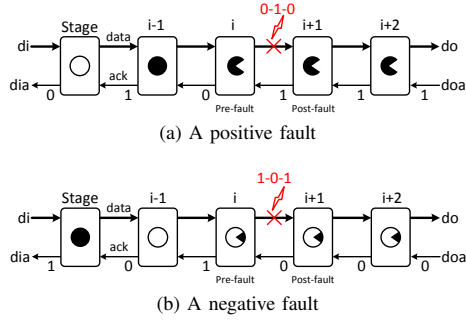 0-1-0
Stage i-1 i i+1 i+2
di data do
dia ack doa
0 1 0 1 1 1
Pre-fault Post-fault
(a) A positive fault
1-0-1
Stage i-1 i i+1 i+2
di data do
dia ack doa
1 0 1 0 0 0
Pre-fault Post-fault
(b) A negative fault